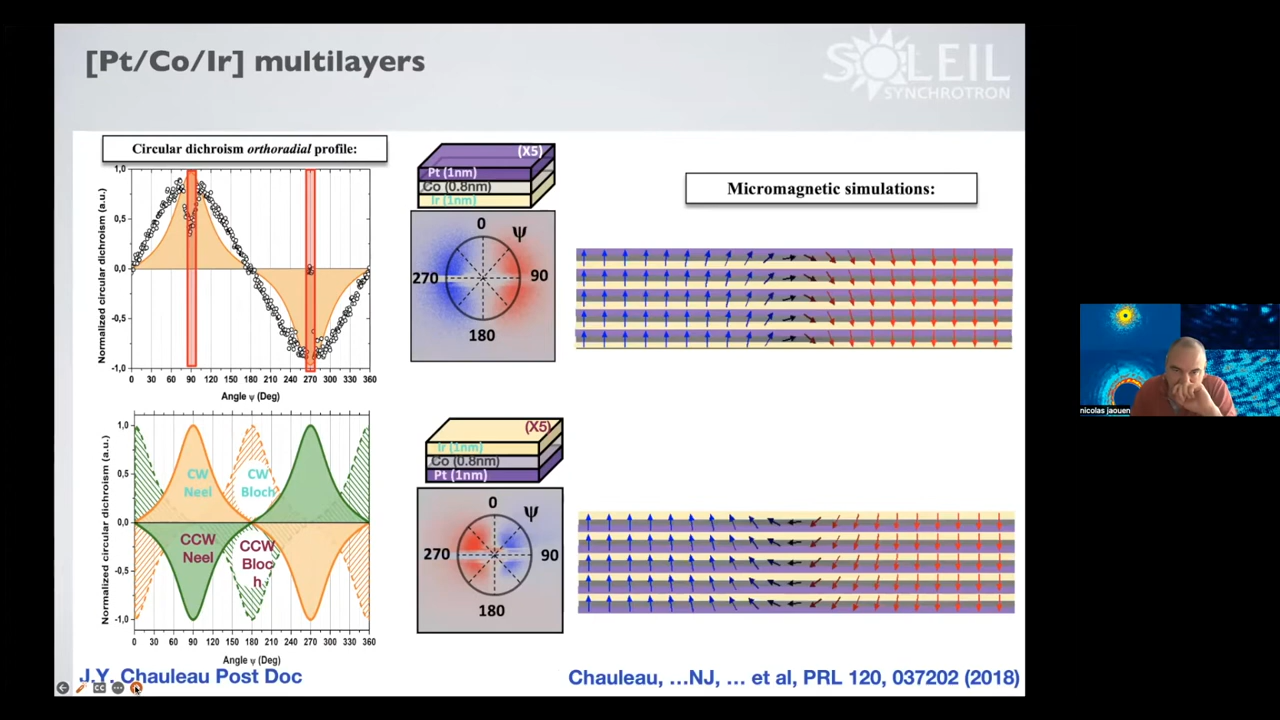 [Pt/Co/Ir] multilayers
SOLEIL
SYNCHROTRON
Circular dichroism orthoradial profile:
Normalized circular dichroism (a.u.)
1,0
0,5
0,0
-0,5
-1,0
0 30 60 90 120 150 180 210 240 270 300 330 360
Angle ψ (Deg)
(X5)
Pt (1nm)
Co (0.8nm)
Ir (1nm)
0
ψ
270
90
180
Micromagnetic simulations:
Normalized circular dichroism (a.u.)
1,0
0,5
0,0
-0,5
-1,0
CW
Neel
CW
Bloch
CCW
Neel
CCW
Bloc
h
0 30 60 90 120 150 180 210 240 270 300 330 360
Angle ψ (Deg)
(X5)
Ir (1nm)
Co (0.8nm)
Pt (1nm)
0
ψ
270
90
180
J.Y. Chauleau Post Doc
Chauleau, ...NJ, ... et al, PRL 120, 037202 (2018)
CC
nicolas jaouen